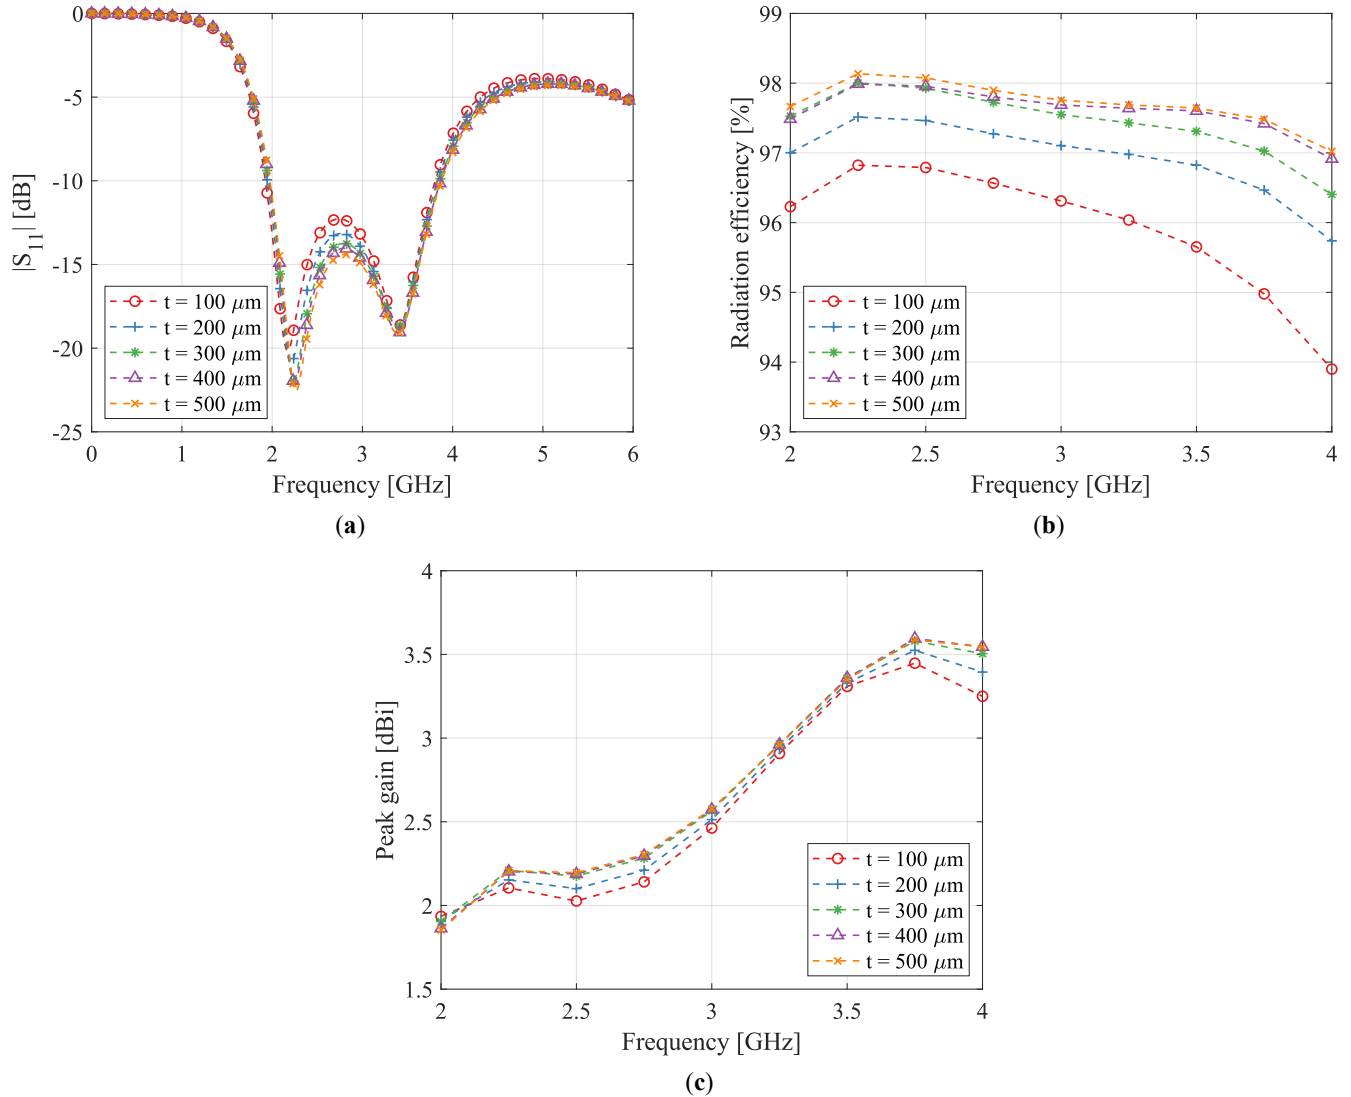 0
-5
-10
-15
-20
-25
|S11| [dB]
t = 100 μm
t = 200 μm
t = 300 μm
t = 400 μm
t = 500 μm
0 1 2 3 4 5 6
Frequency [GHz]
(a)
99
98
97
96
95
94
93
Radiation efficiency [%]
t = 100 μm
t = 200 μm
t = 300 μm
t = 400 μm
t = 500 μm
2 2.5 3 3.5 4
Frequency [GHz]
(b)
4
3.5
3
2.5
2
1.5
Peak gain [dBi]
t = 100 μm
t = 200 μm
t = 300 μm
t = 400 μm
t = 500 μm
2 2.5 3 3.5 4
Frequency [GHz]
(c)